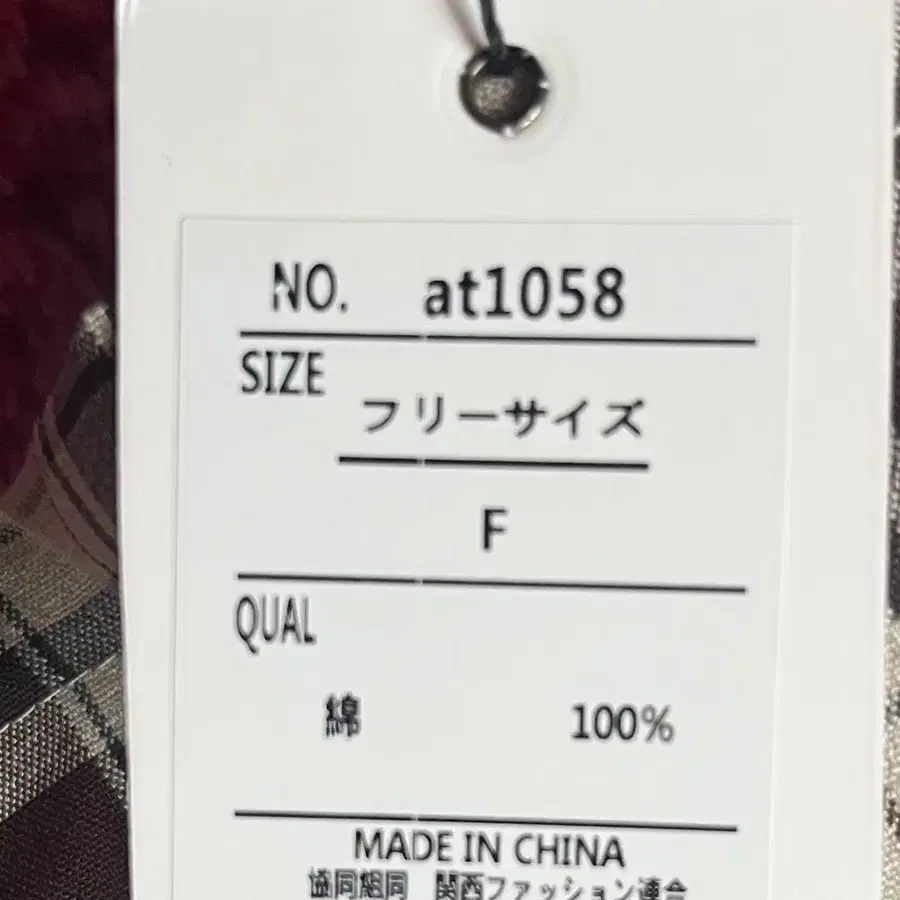 NO. at1058
SIZE
フリーサイズ
F
QUAL
綿 100%
MADE IN CHINA
協同組同 関西ファッション連合